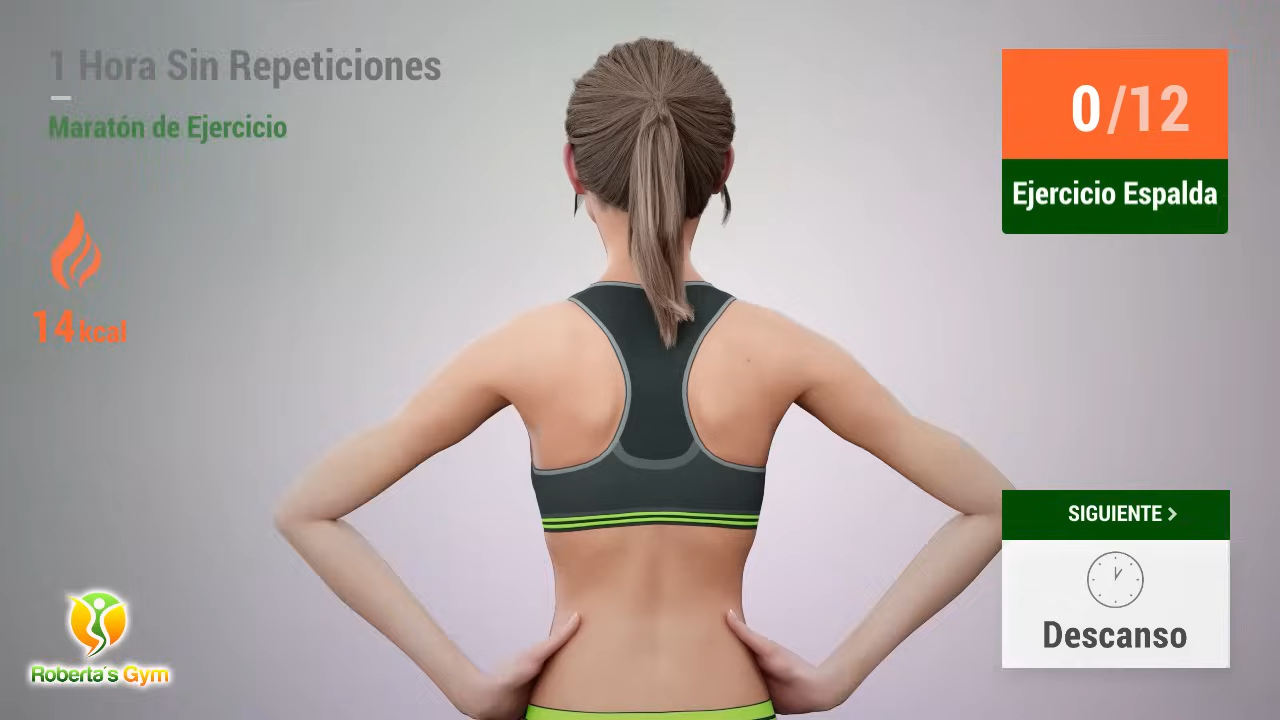 1 Hora Sin Repeticiones
Maratón de Ejercicio
0/12
Ejercicio Espalda
14 kcal
SIGUIENTE >
Descanso
Roberta's Gym